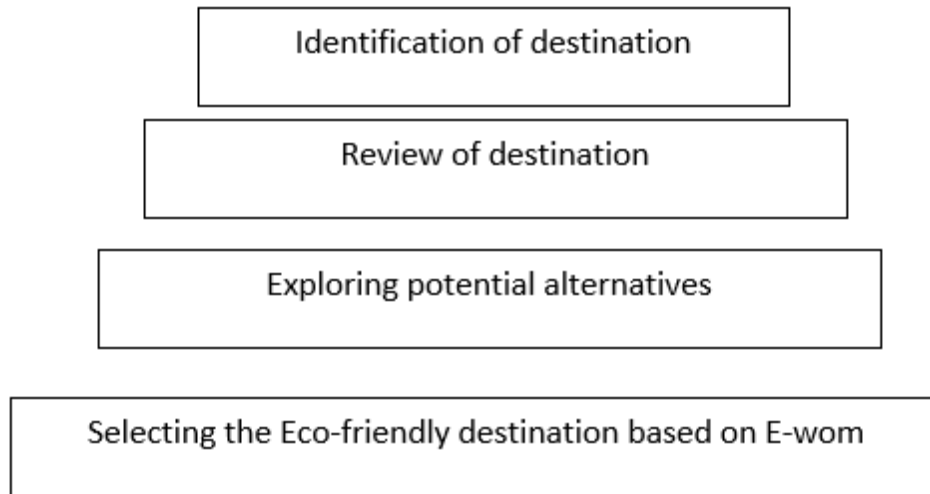 Identification of destination
Review of destination
Exploring potential alternatives
Selecting the Eco-friendly destination based on E-wom